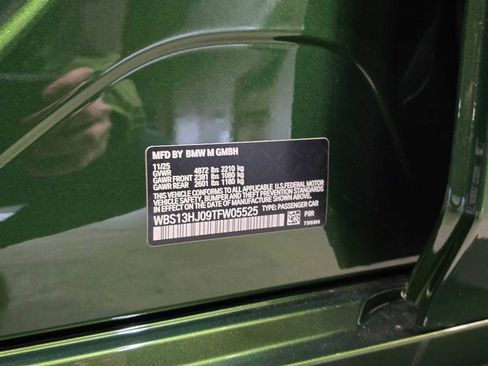 MFD BY BMW M GMBH
11/25
GVWR 4872 lbs 2210 kg
GAWR FRONT 2381 lbs 1080 kg
GAWR REAR 2601 lbs 1180 kg
THIS VEHICLE CONFORMS TO ALL APPLICABLE U.S. FEDERAL MOTOR
VEHICLE SAFETY, BUMPER, AND THEFT PREVENTION STANDARDS
IN EFFECT ON THE DATE OF MANUFACTURE SHOWN ABOVE.
WBS13HJ09TFW05525 TYPE: PASSENGER CAR
P9R